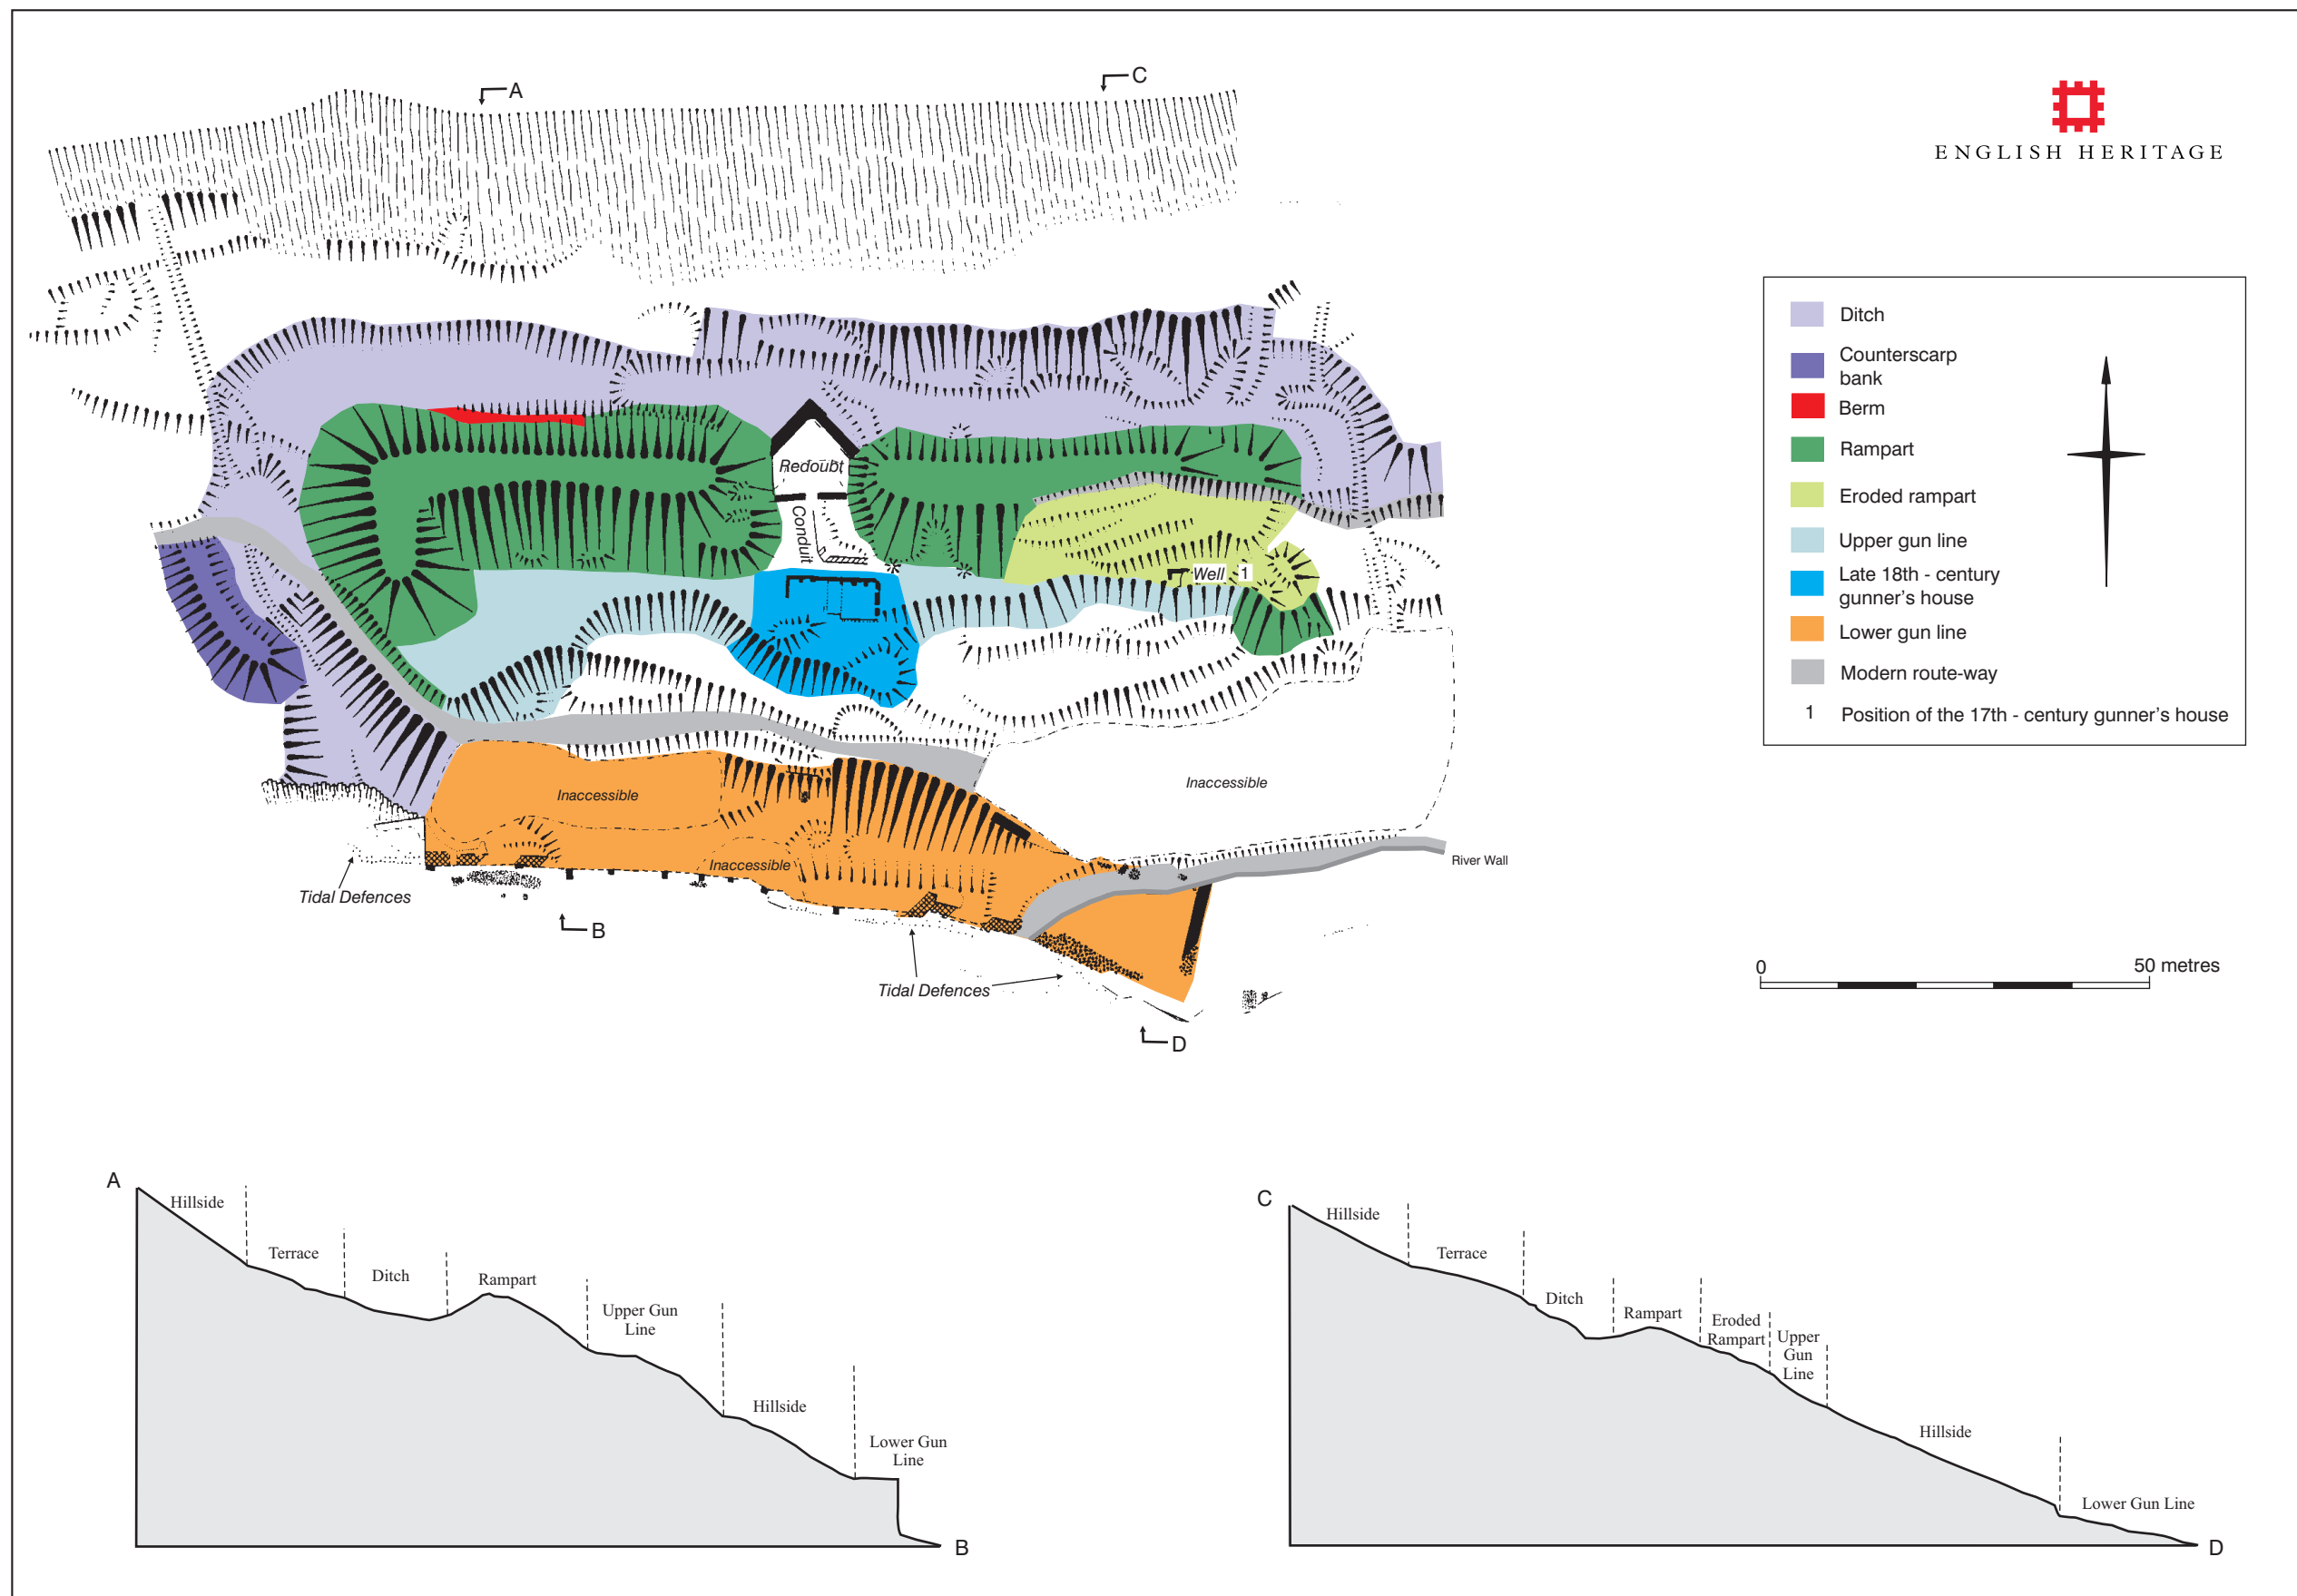 A
C
ENGLISH HERITAGE
Ditch
Counterscarp
bank
Berm
Rampart
Eroded rampart
Upper gun line
Late 18th - century
gunner's house
Lower gun line
Modern route-way
1 Position of the 17th - century gunner's house
Redoubt
Conduit
Well 1
Inaccessible
Inaccessible
Inaccessible
River Wall
Tidal Defences
B
Tidal Defences
D
0 50 metres
A
Hillside
Terrace
Ditch
Rampart
Upper Gun
Line
Hillside
Lower Gun
Line
B
C
Hillside
Terrace
Ditch
Rampart
Eroded
Rampart
Upper
Gun
Line
Hillside
Lower Gun Line
D